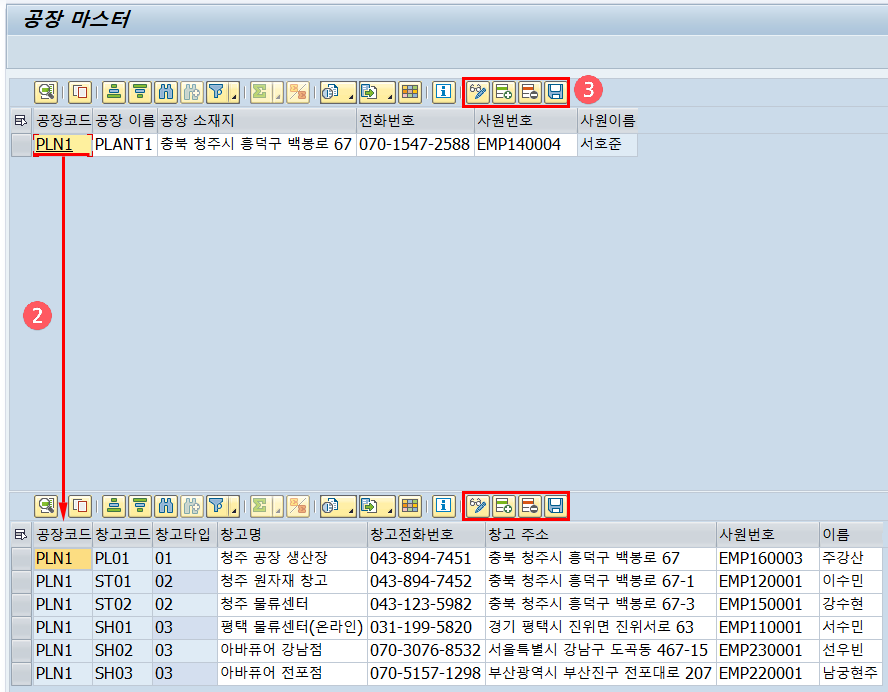 공장 마스터
3
공장코드 공장 이름 공장 소재지 전화번호 사원번호 사원이름
PLN1 PLANT1 충북 청주시 흥덕구 백봉로 67 070-1547-2588 EMP140004 서호준
2
공장코드 창고코드 창고타입 창고명 창고전화번호 창고 주소 사원번호 이름
PLN1 PL01 01 청주 공장 생산장 043-894-7451 충북 청주시 흥덕구 백봉로 67 EMP160003 주강산
PLN1 ST01 02 청주 원자재 창고 043-894-7452 충북 청주시 흥덕구 백봉로 67-1 EMP120001 이수민
PLN1 ST02 02 청주 물류센터 043-123-5982 충북 청주시 흥덕구 백봉로 67-3 EMP150001 강수현
PLN1 SH01 03 평택 물류센터(온라인) 031-199-5820 경기 평택시 진위면 진위서로 63 EMP110001 서수민
PLN1 SH02 03 아바퓨어 강남점 070-3076-8532 서울특별시 강남구 도곡동 467-15 EMP230001 선우빈
PLN1 SH03 03 아바퓨어 전포점 070-5157-1298 부산광역시 부산진구 전포대로 207 EMP220001 남궁현주